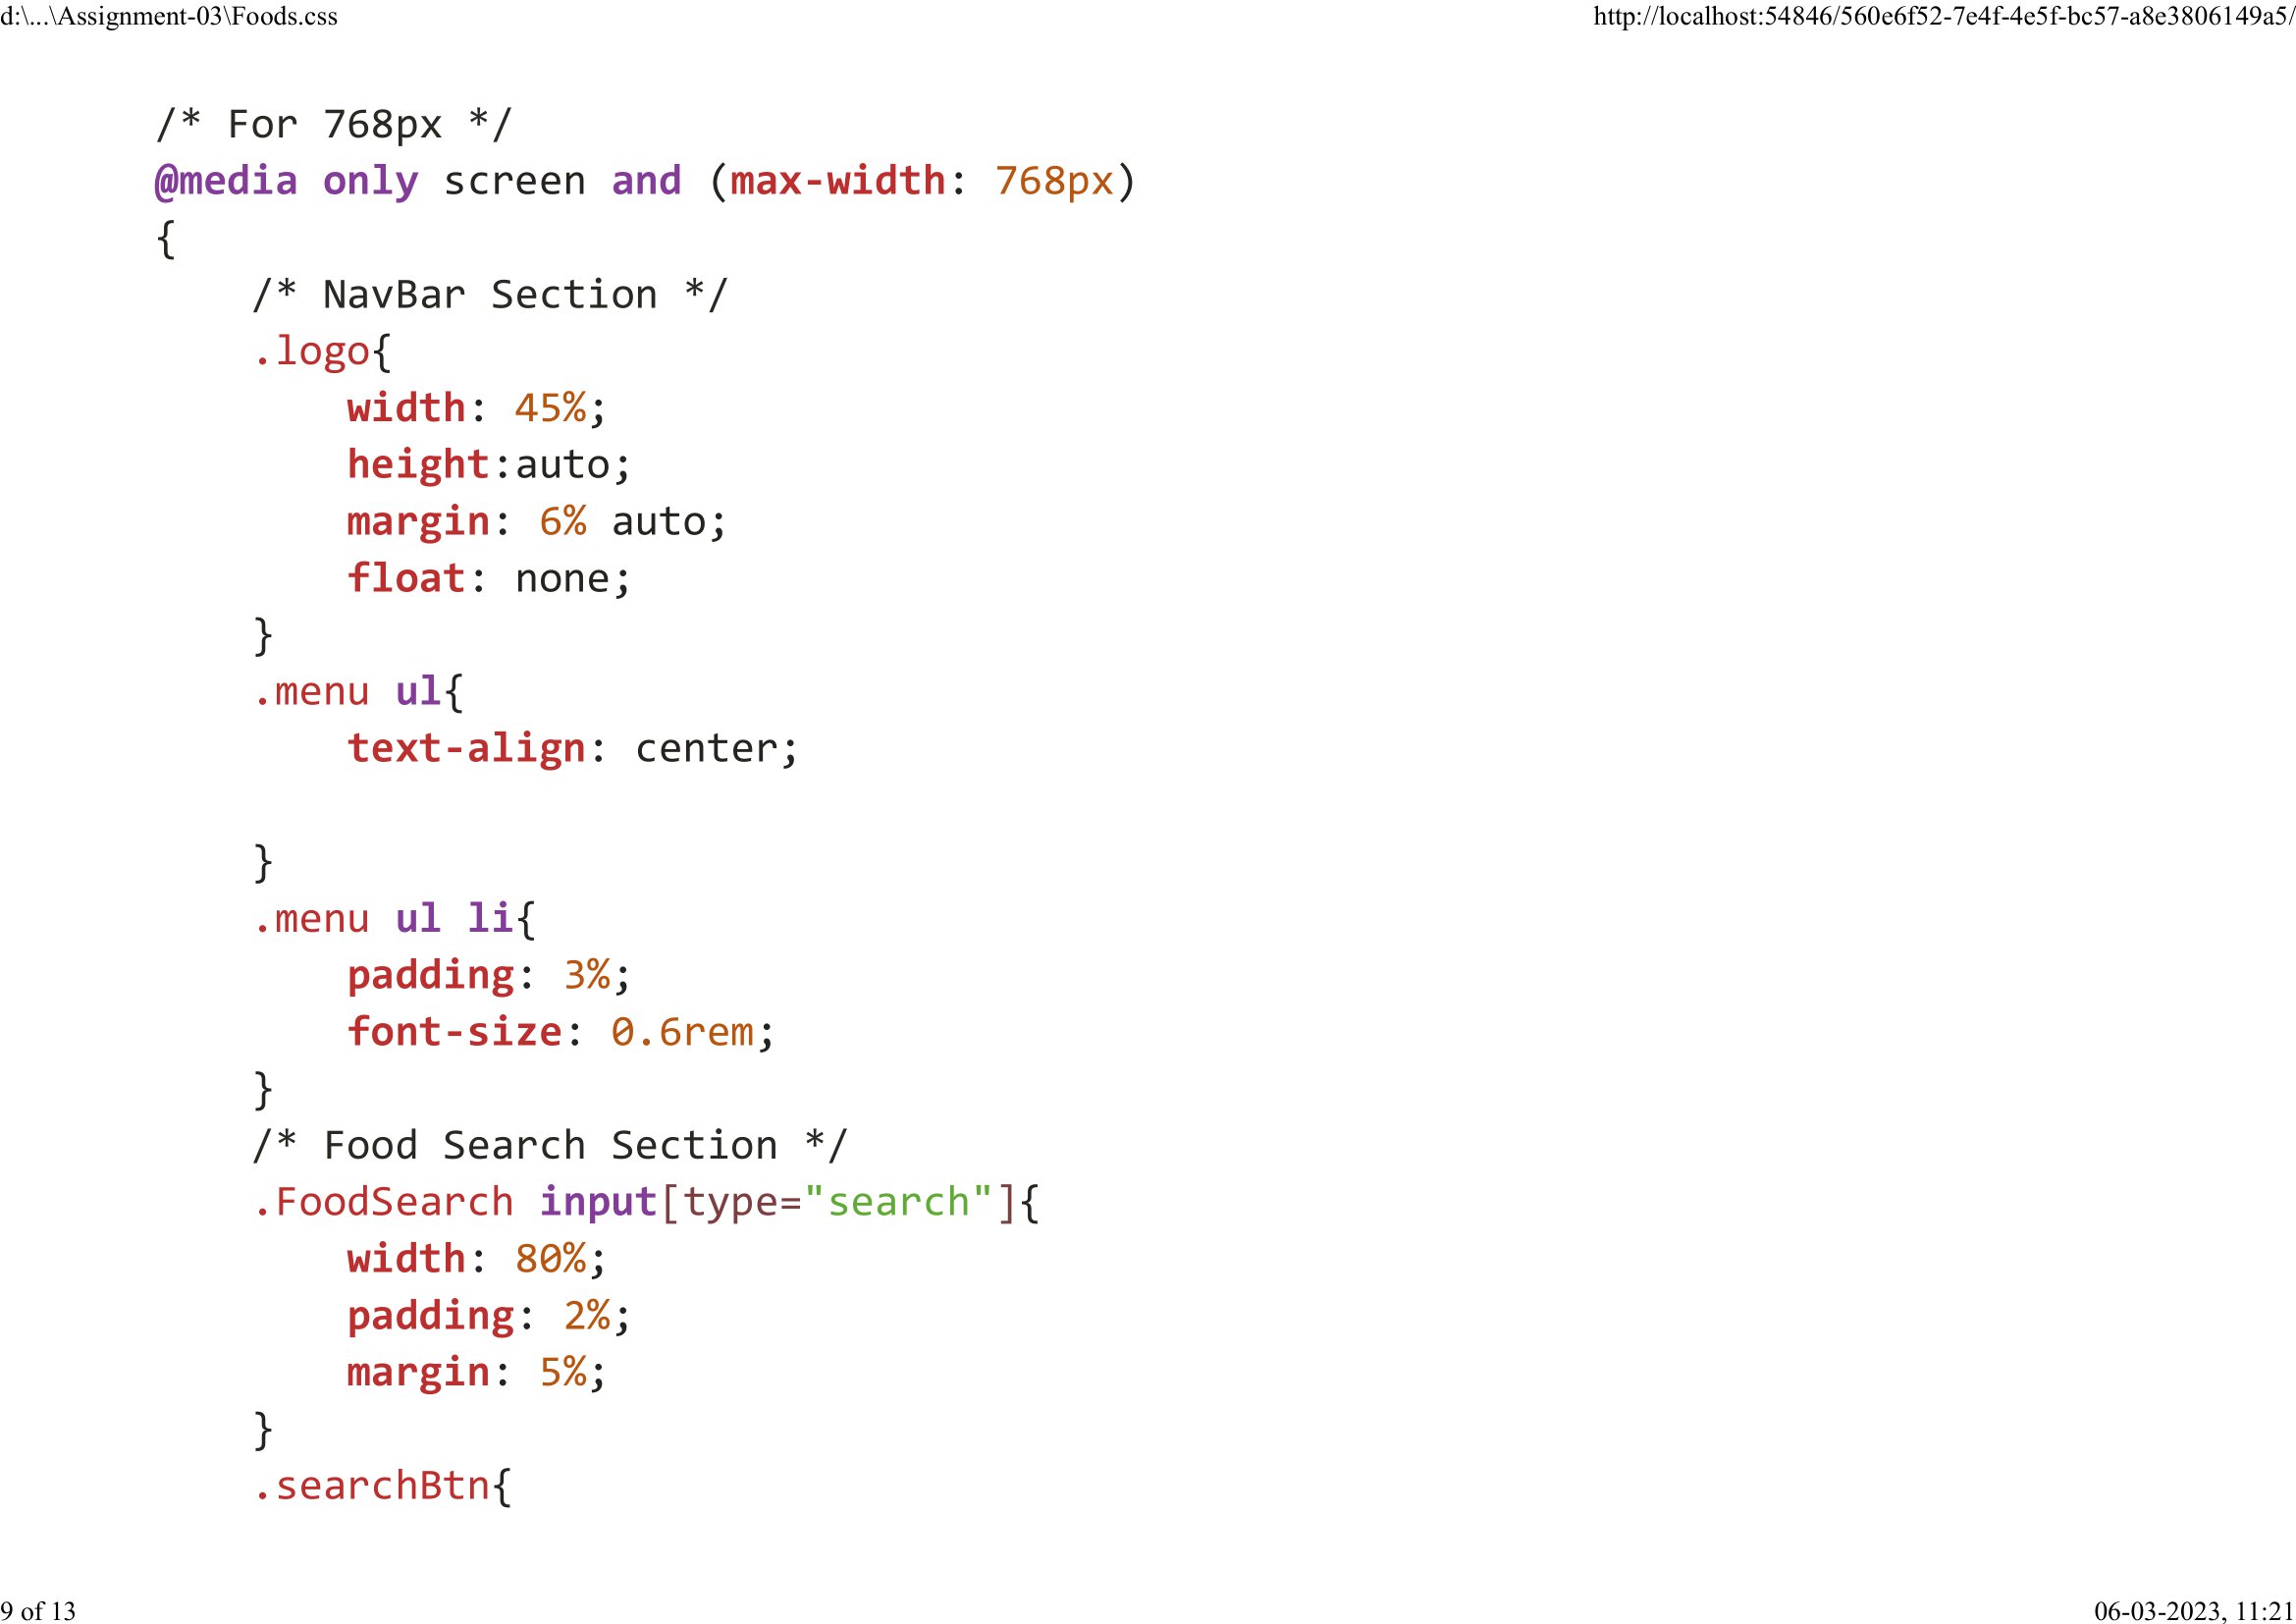 d:\...\Assignment-03\Foods.css http://localhost:54846/560e6f52-7e4f-4e5f-bc57-a8e3806149a5/
/* For 768px */
@media only screen and (max-width: 768px)
{
    /* NavBar Section */
    .logo{
        width: 45%;
        height:auto;
        margin: 6% auto;
        float: none;
    }
    .menu ul{
        text-align: center;

    }
    .menu ul li{
        padding: 3%;
        font-size: 0.6rem;
    }
    /* Food Search Section */
    .FoodSearch input[type="search"]{
        width: 80%;
        padding: 2%;
        margin: 5%;
    }
    .searchBtn{
9 of 13 06-03-2023, 11:21